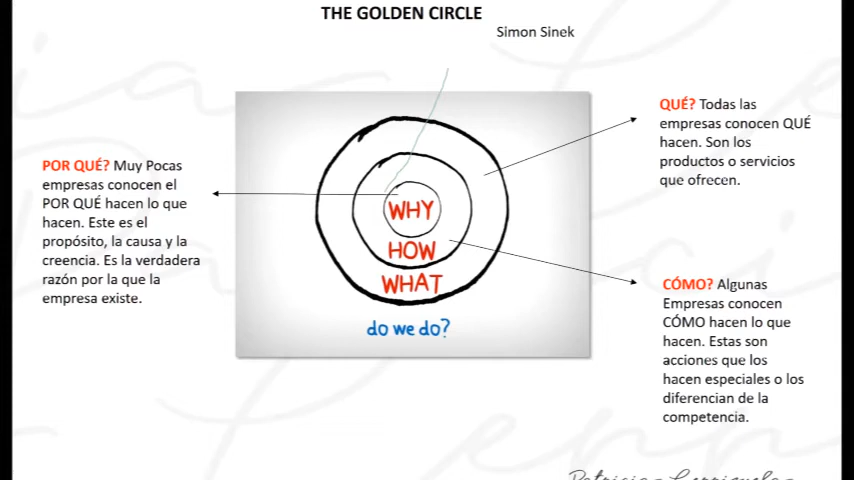 THE GOLDEN CIRCLE
Simon Sinek
POR QUÉ? Muy Pocas
empresas conocen el
POR QUÉ hacen lo que
hacen. Este es el
propósito, la causa y la
creencia. Es la verdadera
razón por la que la
empresa existe.
WHY
HOW
WHAT
do we do?
QUÉ? Todas las
empresas conocen QUÉ
hacen. Son los
productos o servicios
que ofrecen.
CÓMO? Algunas
Empresas conocen
CÓMO hacen lo que
hacen. Estas son
acciones que los
hacen especiales o los
diferencian de la
competencia.